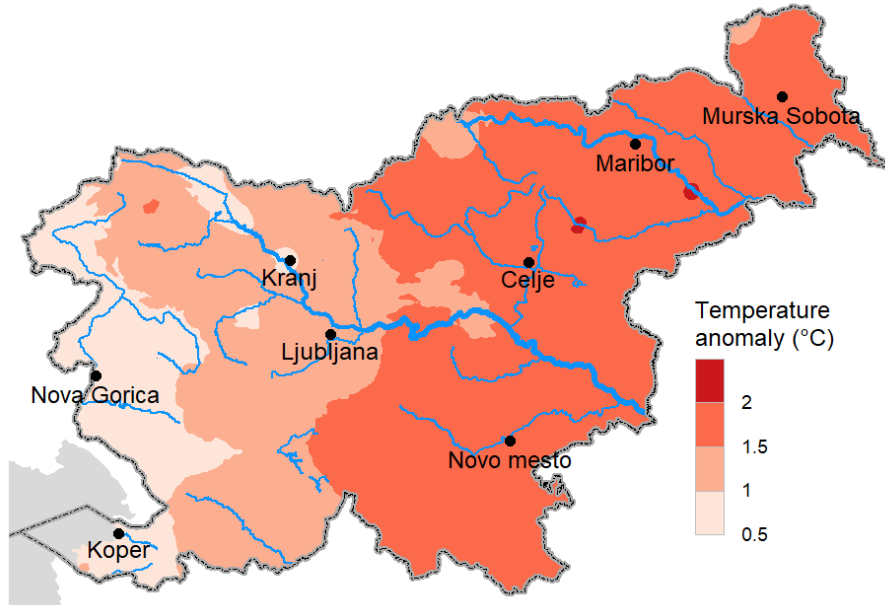 Murska Sobota
Maribor
Kranj
Celje
Temperature
anomaly (°C)
Ljubljana
Nova Gorica
2
1.5
Novo mesto
1
0.5
Koper